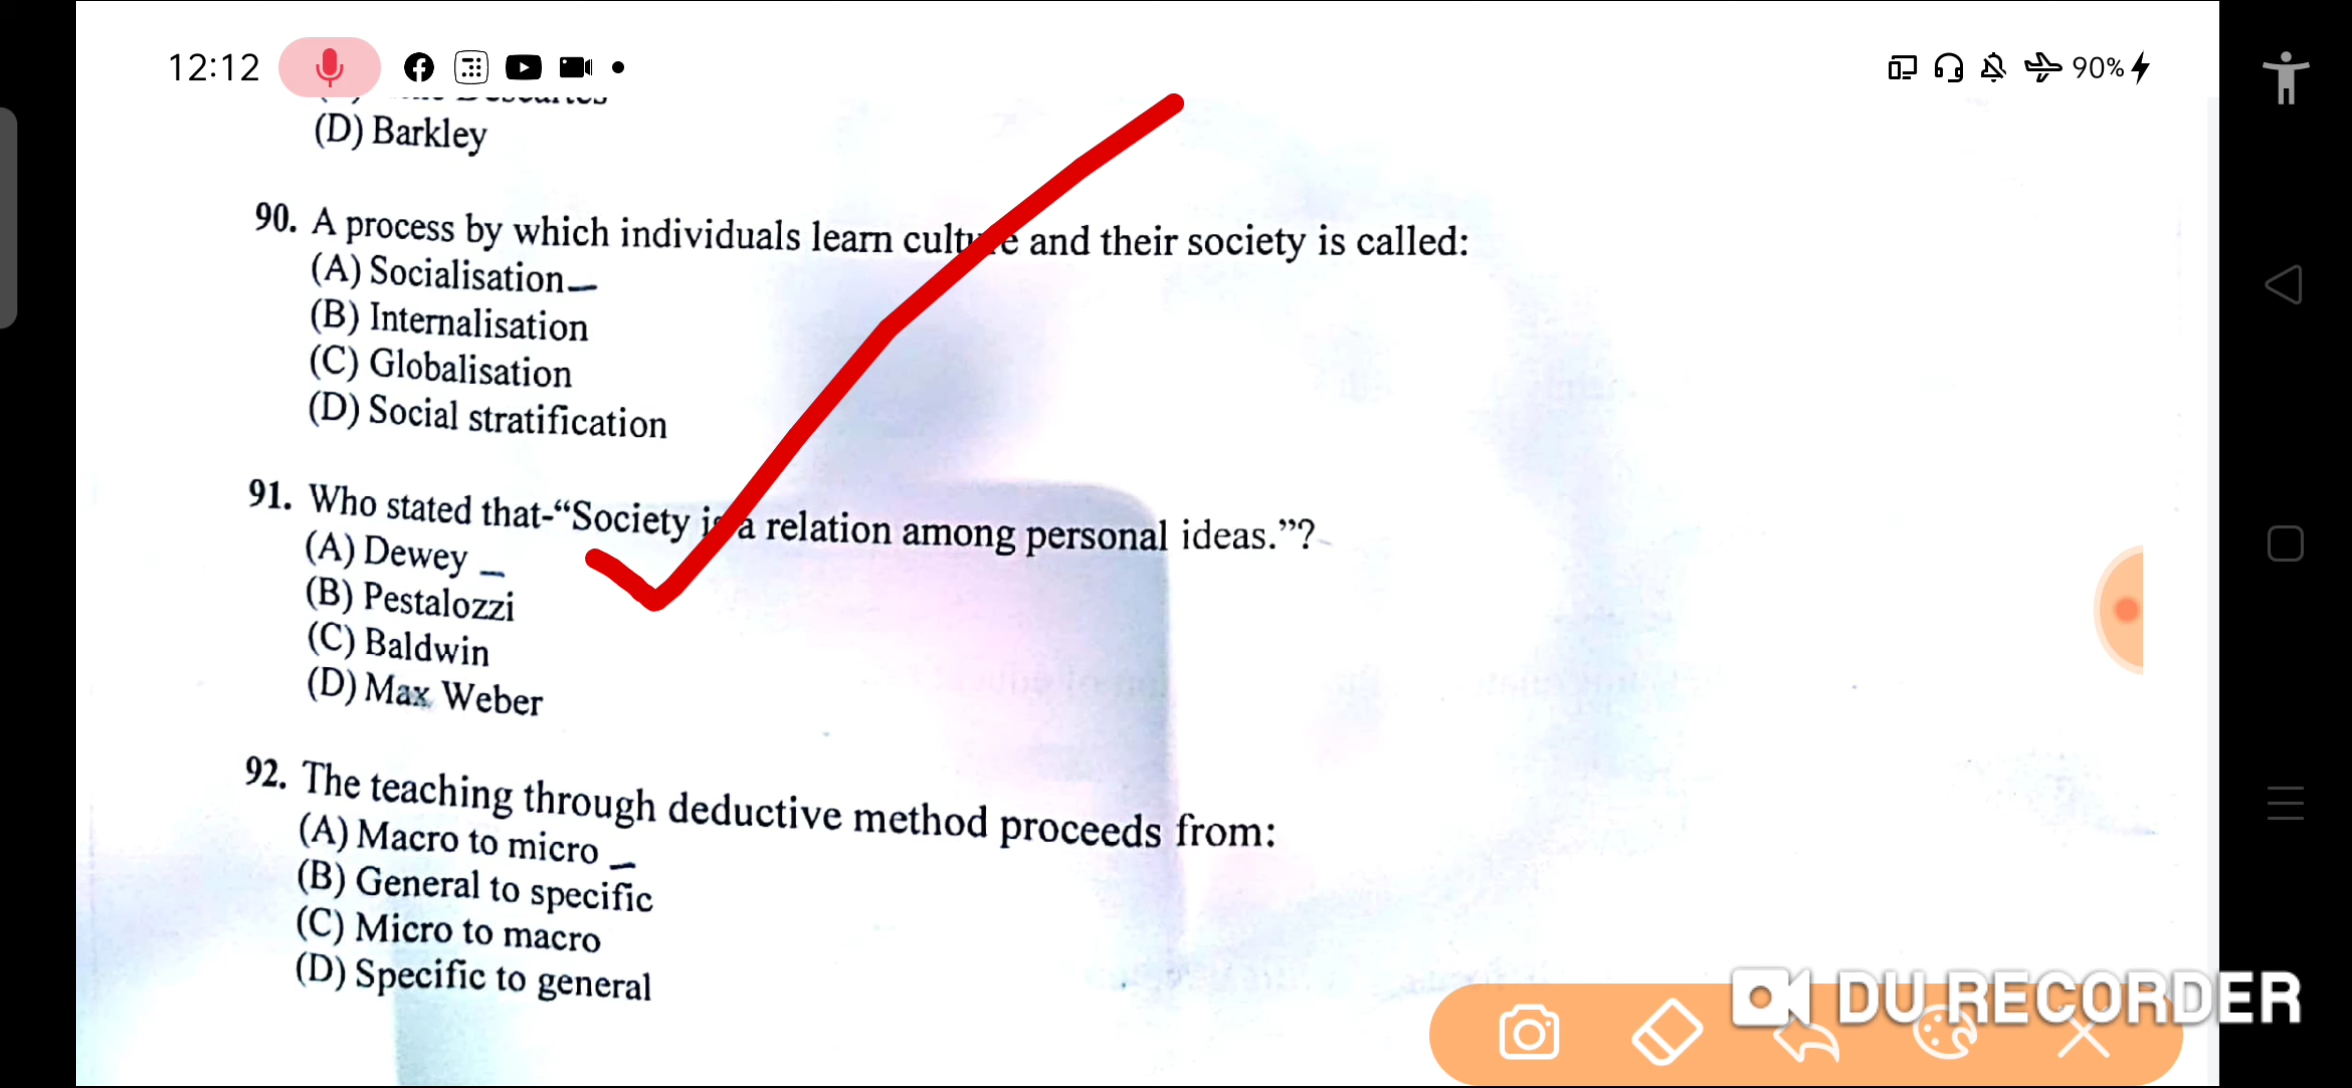 12:12
90%
(D) Barkley
90. A process by which individuals learn culture and their society is called:
(A) Socialisation
(B) Internalisation
(C) Globalisation
(D) Social stratification
91. Who stated that-“Society is a relation among personal ideas.”?
(A) Dewey
(B) Pestalozzi
(C) Baldwin
(D) Max Weber
92. The teaching through deductive method proceeds from:
(A) Macro to micro
(B) General to specific
(C) Micro to macro
(D) Specific to general
DU RECORDER